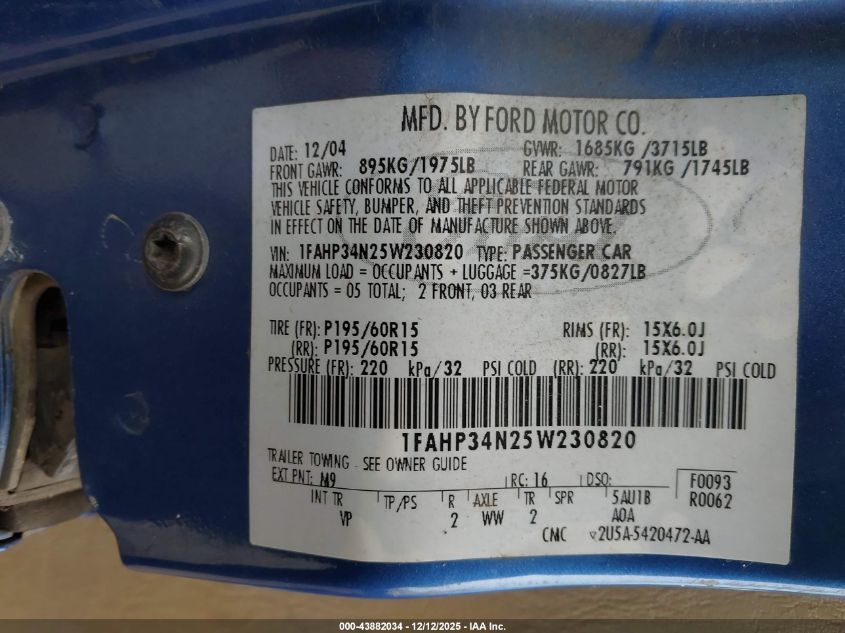 MFD. BY FORD MOTOR CO.
DATE: 12/04 GVWR: 1685KG /3715LB
FRONT GAWR: 895KG/1975LB REAR GAWR: 791KG /1745LB
THIS VEHICLE CONFORMS TO ALL APPLICABLE FEDERAL MOTOR
VEHICLE SAFETY, BUMPER, AND THEFT PREVENTION STANDARDS
IN EFFECT ON THE DATE OF MANUFACTURE SHOWN ABOVE.
VIN: 1FAHP34N25W230820 TYPE: PASSENGER CAR
MAXIMUM LOAD = OCCUPANTS + LUGGAGE =375KG/0827LB
OCCUPANTS = 05 TOTAL; 2 FRONT, 03 REAR
TIRE (FR): P195/60R15 RIMS (FR): 15X6.0J
(RR): P195/60R15 (RR): 15X6.0J
PRESSURE (FR): 220 kPa/32 PSI COLD (RR): 220 kPa/32 PSI COLD
1FAHP34N25W230820
TRAILER TOWING - SEE OWNER GUIDE
EXT PNT: M9 RC: 16 DSO: F0093
INT TR TP/PS R AXLE TR SPR 5AU1B R0062
VP 2 WW 2 A0A
CMC V2U5A-5420472-AA
000-43882034 - 12/12/2025 - IAA Inc.